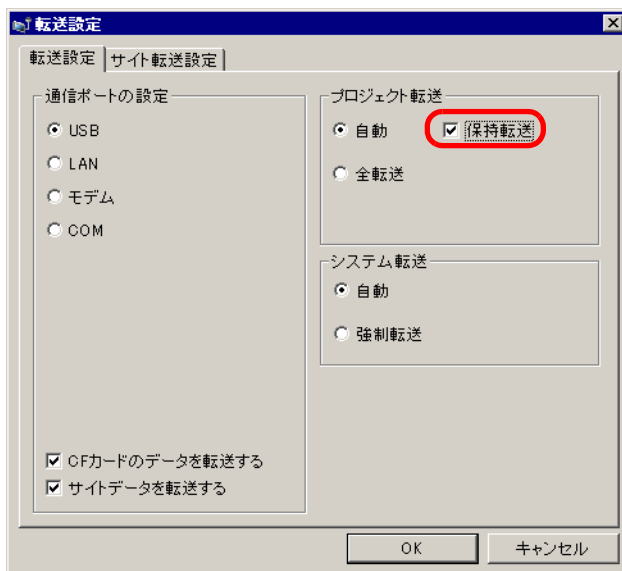 転送設定
転送設定 サイト転送設定
通信ポートの設定
USB
LAN
モデム
COM
CFカードのデータを転送する
サイトデータを転送する
プロジェクト転送
自動 保持転送
全転送
システム転送
自動
強制転送
OK キャンセル